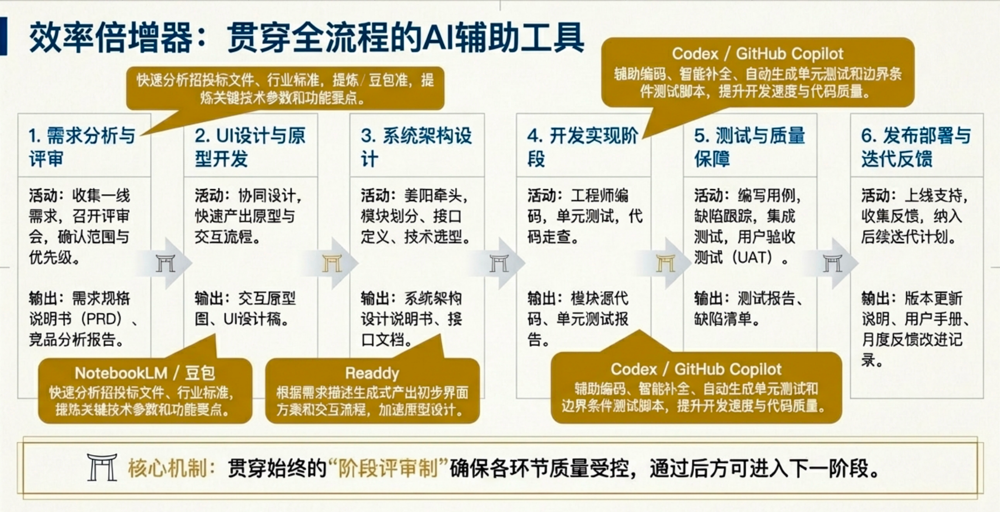 效率倍增器：贯穿全流程的AI辅助工具
快速分析招投标文件、行业标准，提炼/豆包准，提
炼关键技术参数和功能要点。
Codex / GitHub Copilot
辅助编码、智能补全、自动生成单元测试和边界条
件测试脚本，提升开发速度与代码质量。
1. 需求分析与
评审
活动：收集一线
需求，召开评审
会，确认范围与
优先级。
输出：需求规格
说明书（PRD）、
竞品分析报告。
2. UI设计与原
型开发
活动：协同设计，
快速产出原型与
交互流程。
输出：交互原型
图、UI设计稿。
3. 系统架构设
计
活动：姜阳牵头，
模块划分、接口
定义、技术选型。
输出：系统架构
设计说明书、接
口文档。
4. 开发实现阶
段
活动：工程师编
码，单元测试，代
码走查。
输出：模块源代
码、单元测试报
告。
5. 测试与质量
保障
活动：编写用例，
缺陷跟踪，集成
测试，用户验收
测试（UAT）。
输出：测试报告、
缺陷清单。
6. 发布部署与
迭代反馈
活动：上线支持，
收集反馈，纳入
后续迭代计划。
输出：版本更新
说明、用户手册、
月度反馈改进记
录。
NotebookLM / 豆包
快速分析招投标文件、行业标准，
提炼关键技术参数和功能要点。
Readdy
根据需求描述生成式产出初步界面
方案和交互流程，加速原型设计。
Codex / GitHub Copilot
辅助编码、智能补全、自动生成单元测试和
边界条件测试脚本，提升开发速度与代码质量。
核心机制：贯穿始终的“阶段评审制”确保各环节质量受控，通过后方可进入下一阶段。